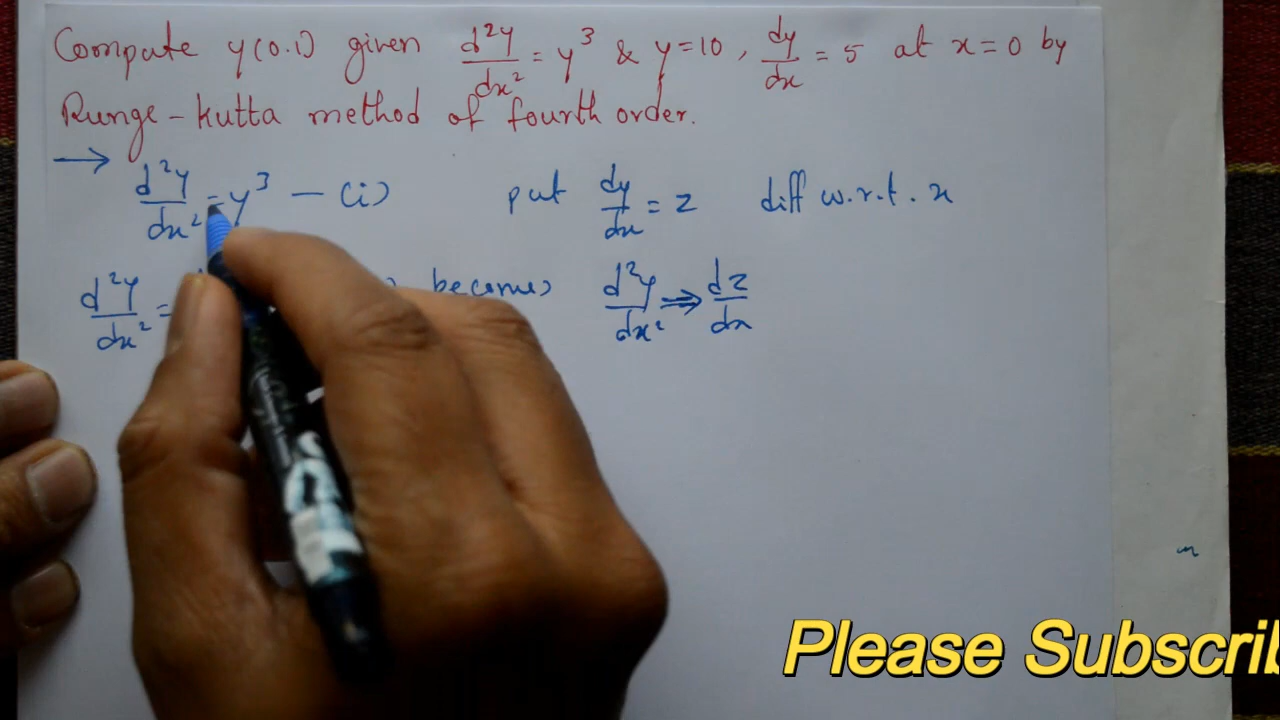 Compute y(0.1) given d²y/dx² = y³ & y=10, dy/dx = 5 at x=0 by
Runge-kutta method of fourth order.
→ d²y/dx² = y³ — (i) put dy/dx = z diff w.r.t. x
d²y/dx² = becomes d²y/dx² ⇒ dz/dx
Please Subscrib